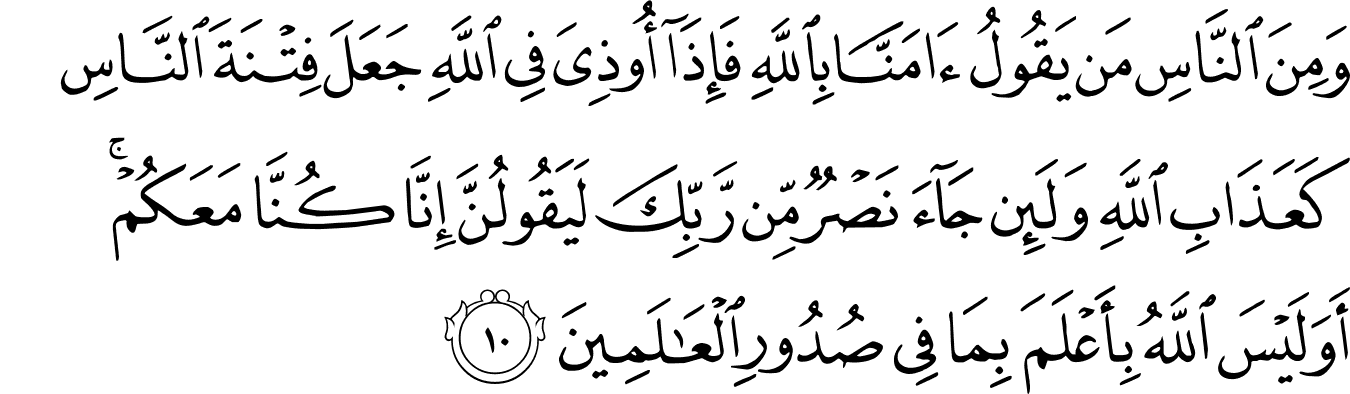 وَمِنَ ٱلنَّاسِ مَن يَقُولُ ءَامَنَّا بِٱللَّهِ فَإِذَآ أُوذِىَ فِى ٱللَّهِ جَعَلَ فِتْنَةَ ٱلنَّاسِ
كَعَذَابِ ٱللَّهِ وَلَئِن جَآءَ نَصْرٌ مِّن رَّبِّكَ لَيَقُولُنَّ إِنَّا كُنَّا مَعَكُمْ ۚ
أَوَلَيْسَ ٱللَّهُ بِأَعْلَمَ بِمَا فِى صُدُورِ ٱلْعَـٰلَمِينَ ١٠